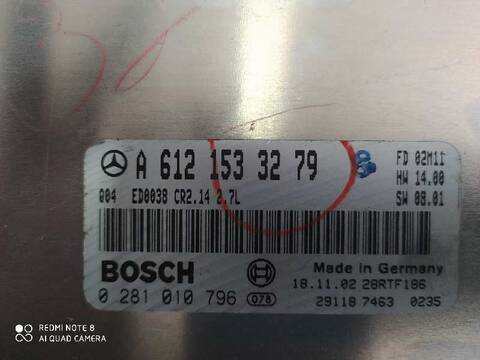 A 612 153 32 79
FD 02M11
HW 14.00
SW 08.01
Q04 ED0038 CR2.14 2.7L
BOSCH
Made in Germany
0 281 010 796 078
18.11.02 28RTF186
29118 7463 0235
REDMI NOTE 8
AI QUAD CAMERA